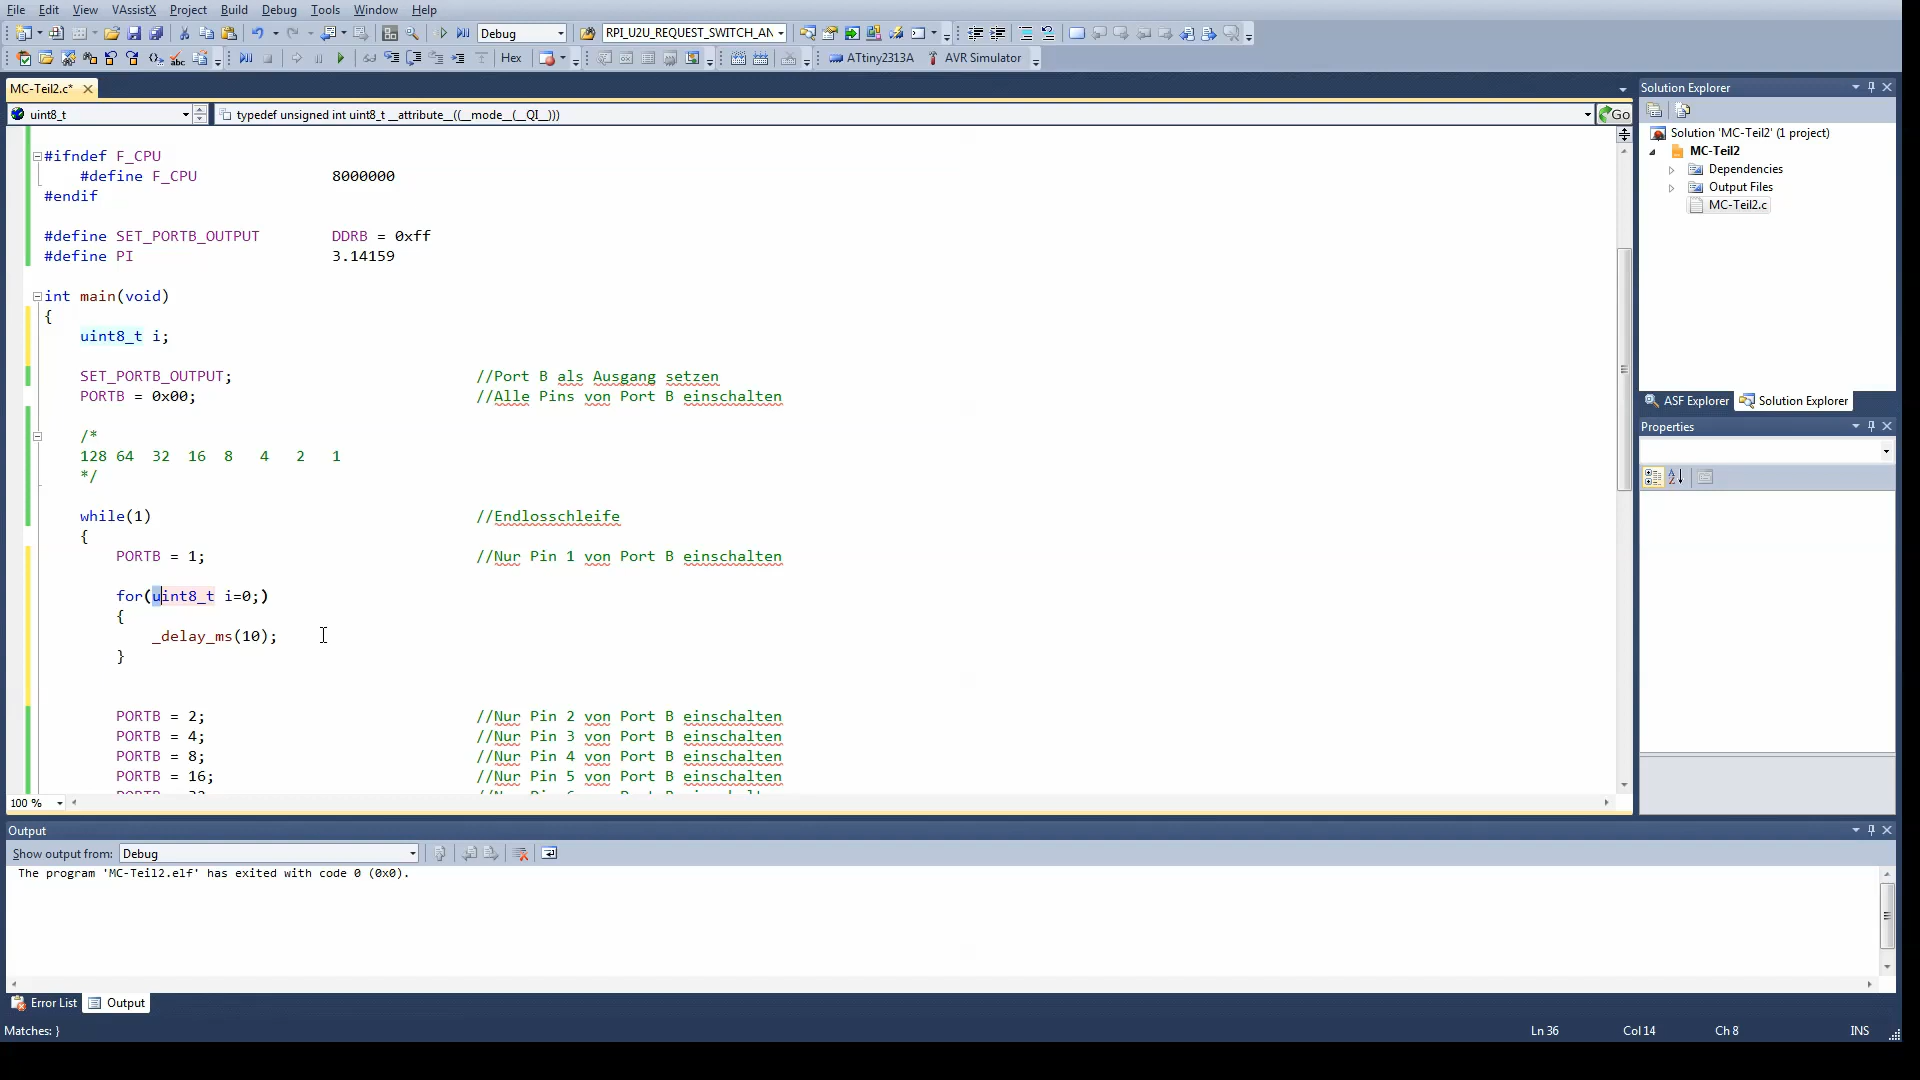 File Edit View VAssistX Project Build Debug Tools Window Help
Debug RPI_U2U_REQUEST_SWITCH_AN
Hex ATtiny2313A AVR Simulator
MC-Teil2.c*
uint8_t typedef unsigned int uint8_t __attribute__((__mode__(__QI__))) Go
#ifndef F_CPU
#define F_CPU 8000000
#endif
#define SET_PORTB_OUTPUT DDRB = 0xff
#define PI 3.14159
int main(void)
{
uint8_t i;
SET_PORTB_OUTPUT; //Port B als Ausgang setzen
PORTB = 0x00; //Alle Pins von Port B einschalten
/*
128 64 32 16 8 4 2 1
*/
while(1) //Endlosschleife
{
PORTB = 1; //Nur Pin 1 von Port B einschalten
for(uint8_t i=0;)
{
_delay_ms(10);
}
PORTB = 2; //Nur Pin 2 von Port B einschalten
PORTB = 4; //Nur Pin 3 von Port B einschalten
PORTB = 8; //Nur Pin 4 von Port B einschalten
PORTB = 16; //Nur Pin 5 von Port B einschalten
100 %
Solution Explorer
Solution 'MC-Teil2' (1 project)
MC-Teil2
Dependencies
Output Files
MC-Teil2.c
ASF Explorer Solution Explorer
Properties
Output
Show output from: Debug
The program 'MC-Teil2.elf' has exited with code 0 (0x0).
Error List Output
Matches: } Ln 36 Col 14 Ch 8 INS